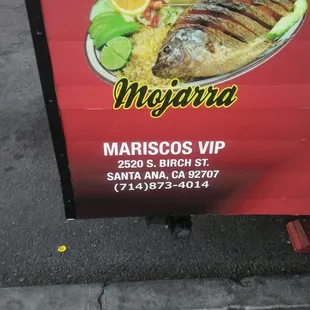 Mojarra
MARISCOS VIP
2520 S. BIRCH ST.
SANTA ANA, CA 92707
(714)873-4014